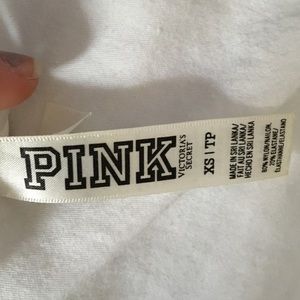 PINK
VICTORIA'S
SECRET
XS | TP
MADE IN SRI LANKA/
FAIT AU SRI LANKA/
HECHO EN SRI LANKA
80% NYLON/NAILON,
20% ELASTANE/
ELASTHANNE/ELASTANO